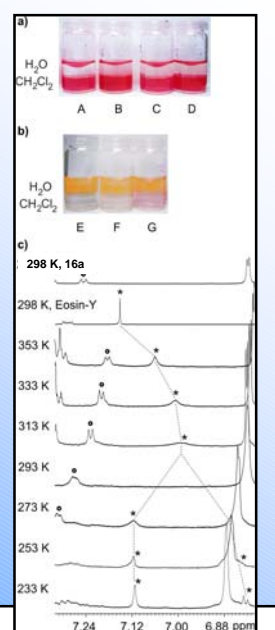 a)
H₂O
CH₂Cl₂
A B C D
b)
H₂O
CH₂Cl₂
E F G
c)
298 K, 16a
298 K, Eosin-Y
353 K
333 K
313 K
293 K
273 K
253 K
233 K
7.24 7.12 7.00 6.88 ppm